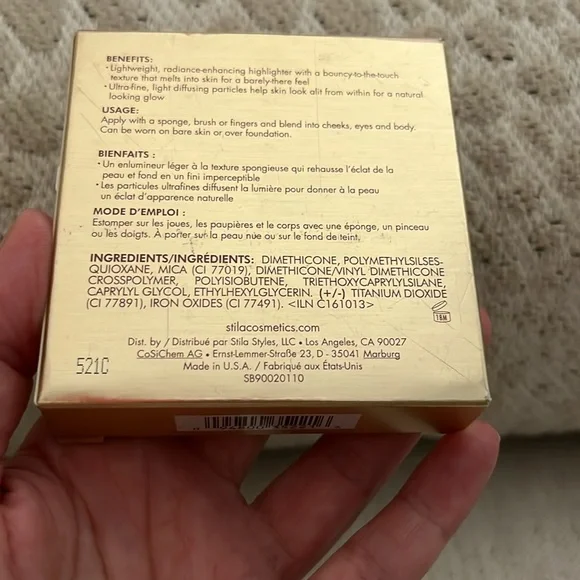 BENEFITS:
• Lightweight, radiance-enhancing highlighter with a bouncy-to-the-touch
texture that melts into skin for a barely-there feel
• Ultra-fine, light diffusing particles help skin look alit from within for a natural
looking glow
USAGE:
Apply with a sponge, brush or fingers and blend into cheeks, eyes and body.
Can be worn on bare skin or over foundation.
BIENFAITS :
• Un enlumineur léger à la texture spongieuse qui rehausse l'éclat de la
peau et fond en un fini imperceptible
• Les particules ultrafines diffusent la lumière pour donner à la peau
un éclat d'apparence naturelle
MODE D'EMPLOI :
Estomper sur les joues, les paupières et le corps avec une éponge, un pinceau
ou les doigts. À porter sur la peau nue ou sur le fond de teint.
INGREDIENTS/INGRÉDIENTS: DIMETHICONE, POLYMETHYLSILSES-
QUIOXANE, MICA (CI 77019), DIMETHICONE/VINYL DIMETHICONE
CROSSPOLYMER, POLYISOBUTENE, TRIETHOXYCAPRYLYLSILANE,
CAPRYLYL GLYCOL, ETHYLHEXYLGLYCERIN. (+/-) TITANIUM DIOXIDE
(CI 77891), IRON OXIDES (CI 77491). <ILN C161013>
18M
stilacosmetics.com
Dist. by / Distribué par Stila Styles, LLC • Los Angeles, CA 90027
CoSiChem AG • Ernst-Lemmer-Straße 23, D - 35041 Marburg
Made in U.S.A. / Fabriqué aux États-Unis
SB90020110
521C